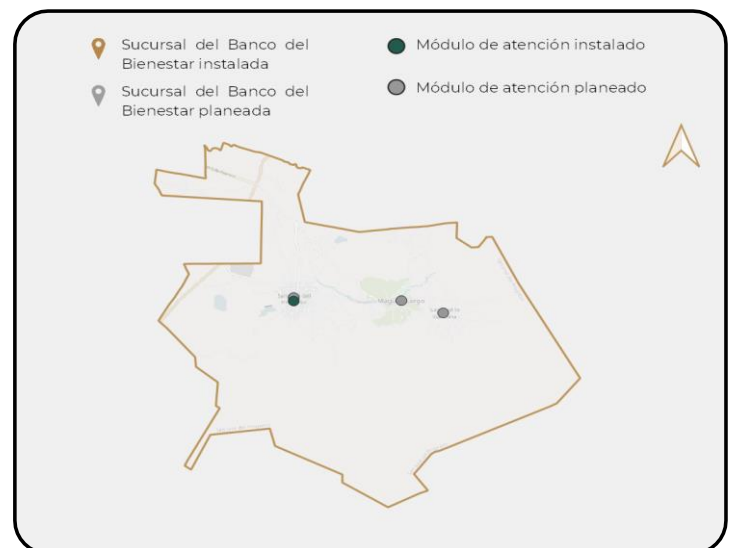 Sucursal del Banco del
Bienestar instalada
Sucursal del Banco del
Bienestar planeada
Módulo de atención instalado
Módulo de atención planeado